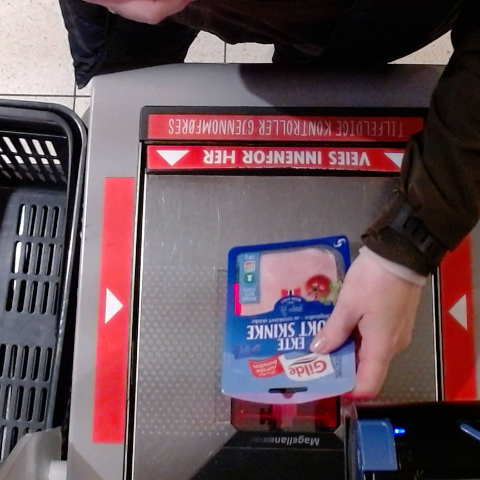 TILFELDIGE KONTROLLER GJENNOMFØRES
VEIES INNENFOR HER
Gilde
EKTE
KOKT SKINKE
Magellan